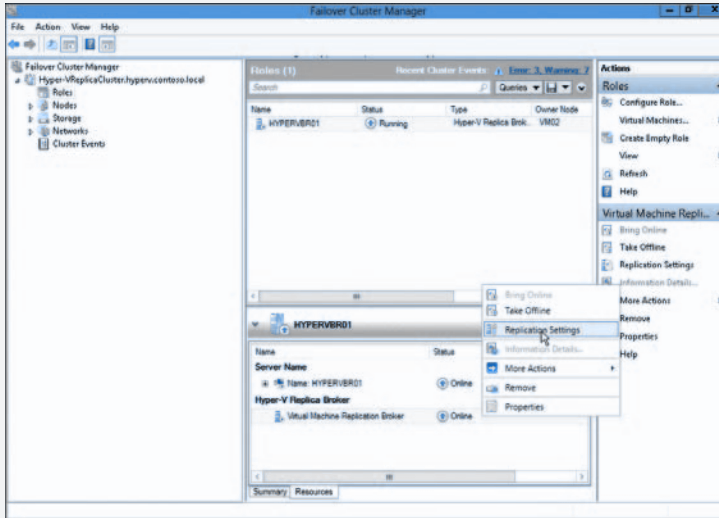 Failover Cluster Manager
File Action View Help
Failover Cluster Manager
Hyper-VReplicaCluster.hyperv.contoso.local
Roles
Nodes
Storage
Networks
Cluster Events
Roles (1)
Recent Cluster Events: Error: 3, Warning: 7
Search
Queries
Name Status Type Owner Node
HYPERVBR01 Running Hyper-V Replica Brok.. VM02
HYPERVBR01
Name Status
Server Name
Name: HYPERVBR01 Online
Hyper-V Replica Broker
Virtual Machine Replication Broker Online
Summary Resources
Bring Online
Take Offline
Replication Settings
Information Details...
More Actions
Remove
Properties
Actions
Roles
Configure Role...
Virtual Machines...
Create Empty Role
View
Refresh
Help
Virtual Machine Repli...
Bring Online
Take Offline
Replication Settings
Information Details...
More Actions
Remove
Properties
Help